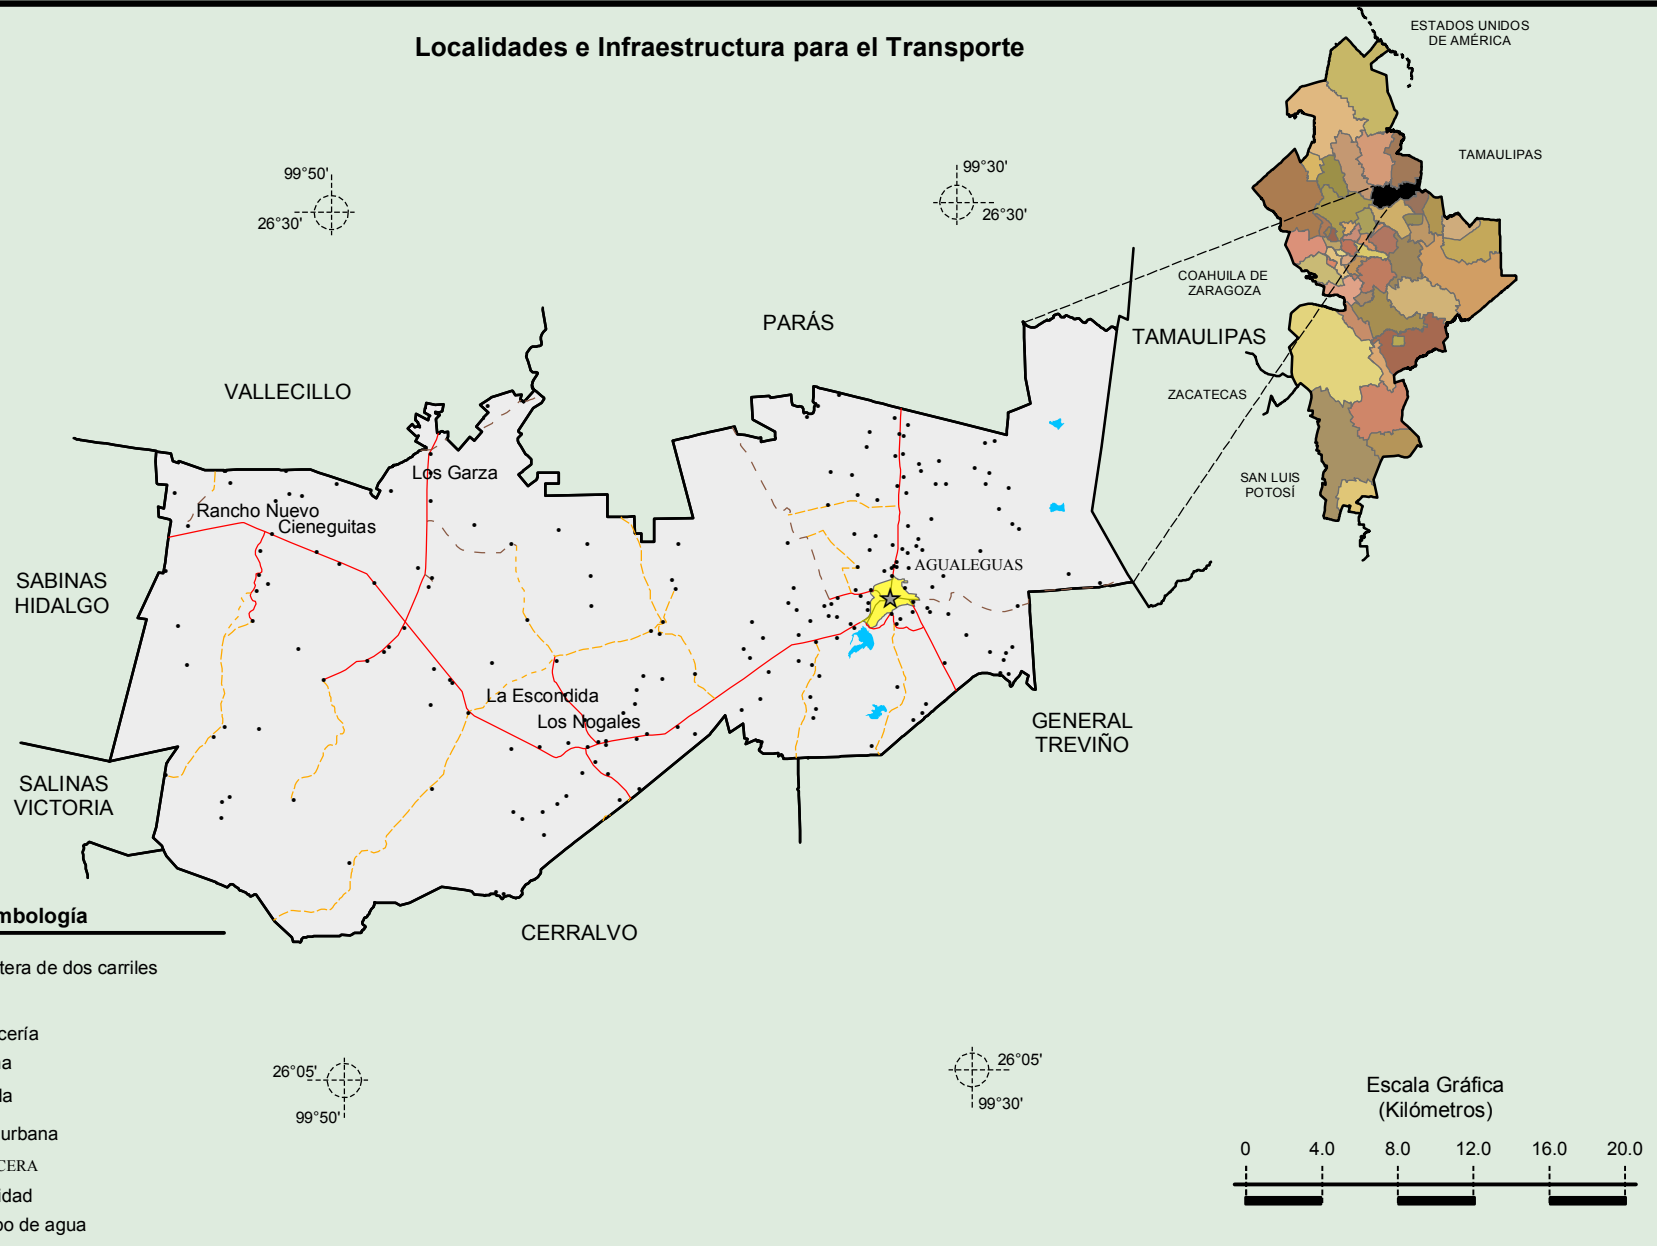 Localidades e Infraestructura para el Transporte
ESTADOS UNIDOS
DE AMÉRICA
TAMAULIPAS
99°50'
26°30'
99°30'
26°30'
COAHUILA DE
ZARAGOZA
PARÁS
TAMAULIPAS
VALLECILLO
ZACATECAS
Los Garza
SAN LUIS
POTOSÍ
Rancho Nuevo
Cieneguitas
AGUALEGUAS
SABINAS
HIDALGO
La Escondida
Los Nogales
GENERAL
TREVIÑO
SALINAS
VICTORIA
CERRALVO
mbología
tera de dos carriles
cería
na
la
urbana
CERA
idad
po de agua
26°05'
99°50'
26°05'
99°30'
Escala Gráfica
(Kilómetros)
0 4.0 8.0 12.0 16.0 20.0